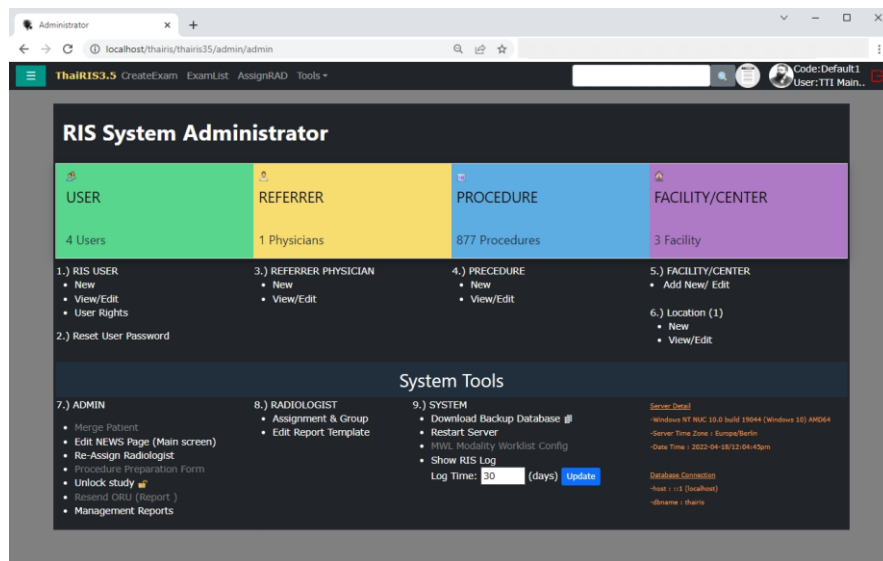 Administrator
localhost/thairis/thairis35/admin/admin
ThaiRIS3.5 CreateExam ExamList AssignRAD Tools
Code:Default1
User:TTI Main..
RIS System Administrator
USER
4 Users
REFERRER
1 Physicians
PROCEDURE
877 Procedures
FACILITY/CENTER
3 Facility
1.) RIS USER
• New
• View/Edit
• User Rights
2.) Reset User Password
3.) REFERRER PHYSICIAN
• New
• View/Edit
4.) PRECEDURE
• New
• View/Edit
5.) FACILITY/CENTER
• Add New/ Edit
6.) Location (1)
• New
• View/Edit
System Tools
7.) ADMIN
• Merge Patient
• Edit NEWS Page (Main screen)
• Re-Assign Radiologist
• Procedure Preparation Form
• Unlock study
• Resend ORU (Report )
• Management Reports
8.) RADIOLOGIST
• Assignment & Group
• Edit Report Template
9.) SYSTEM
• Download Backup Database
• Restart Server
• MWL Modality Worklist Config
• Show RIS Log
Log Time: 30 (days) Update
Server Detail
-Windows NT NUC 10.0 build 19044 (Windows 10) AMD64
-Server Time Zone : Europe/Berlin
-Date Time : 2022-04-18/12:04:45pm
Database Connection
-host : ::1 (localhost)
-dbname : thairis